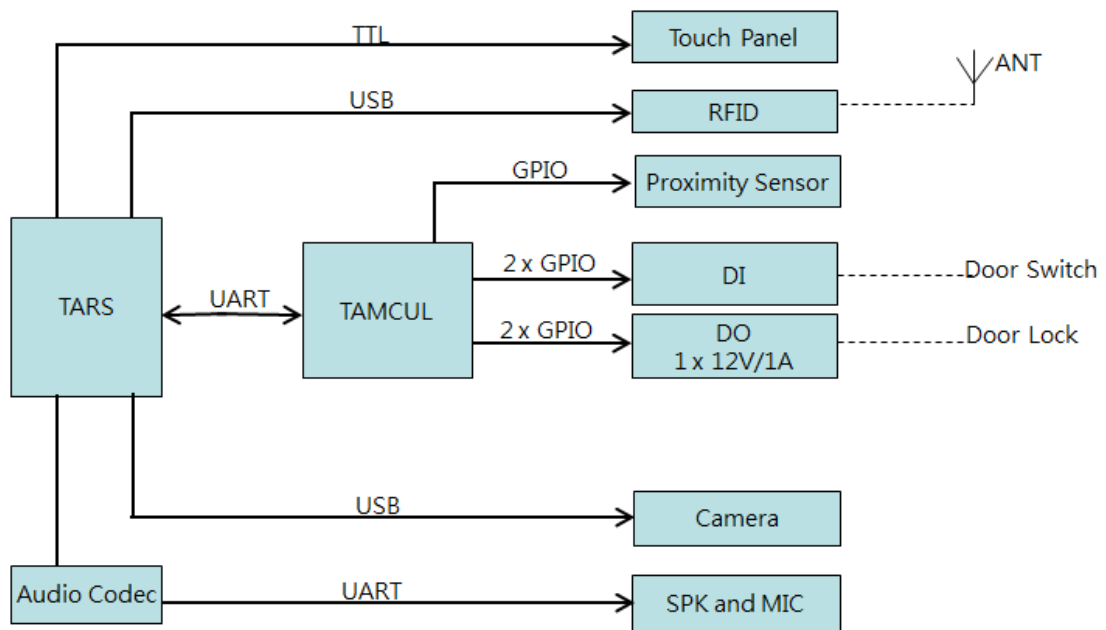 TTL
Touch Panel
ANT
USB
RFID
GPIO
Proximity Sensor
TARS
UART
TAMCUL
2 x GPIO
DI
Door Switch
2 x GPIO
DO
1 x 12V/1A
Door Lock
USB
Camera
Audio Codec
UART
SPK and MIC